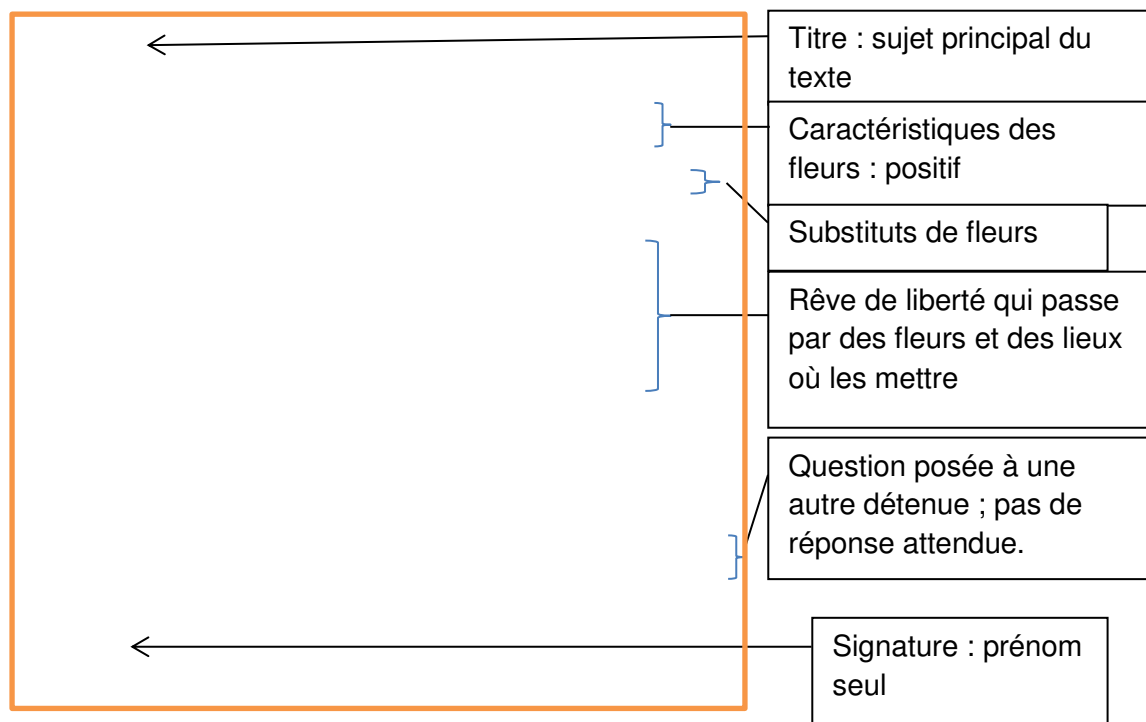 Titre : sujet principal du
texte
Caractéristiques des
fleurs : positif
Substituts de fleurs
Rêve de liberté qui passe
par des fleurs et des lieux
où les mettre
Question posée à une
autre détenue ; pas de
réponse attendue.
Signature : prénom
seul